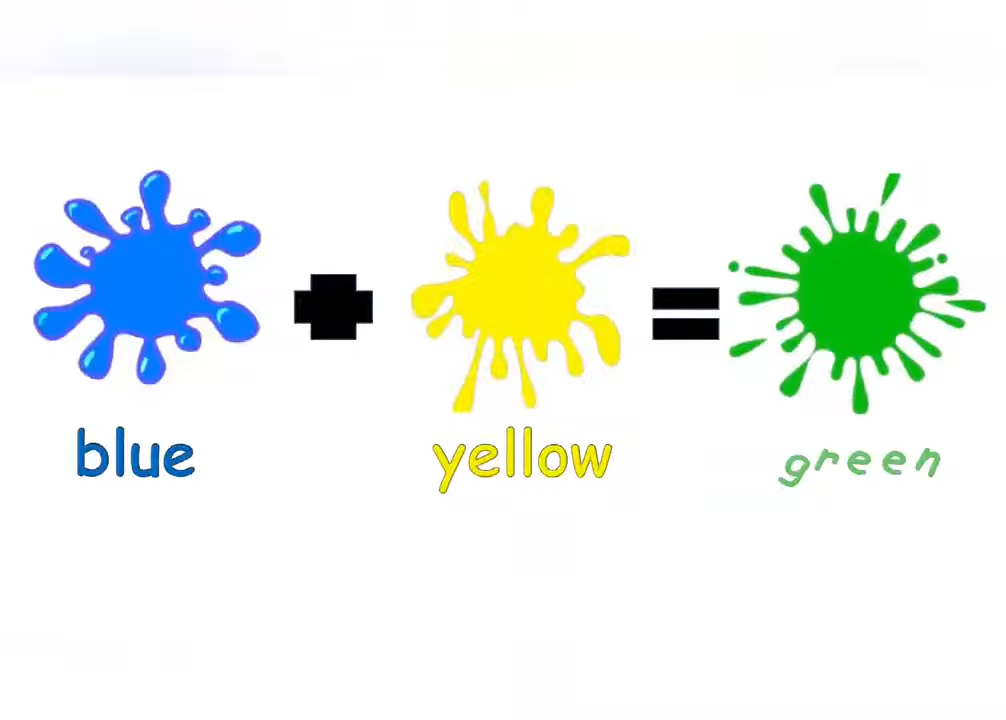 blue + yellow = green